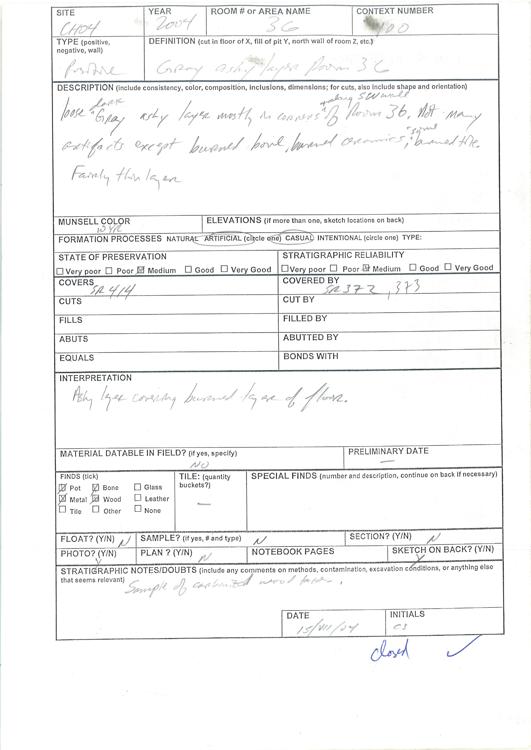 SITE YEAR ROOM # or AREA NAME CONTEXT NUMBER
CH04 2004 36 400
TYPE (positive, negative, wall) DEFINITION (cut in floor of X, fill of pit Y, north wall of room Z, etc.)
Positive Gray ashy layer Room 36
DESCRIPTION (include consistency, color, composition, inclusions, dimensions; for cuts, also include shape and orientation)
loose dark Gray ashy layer mostly in corners of Room 36. Not many
artifacts except burned bowl, burned ceramics, some burned tile.
Fairly thin layer
MUNSELL COLOR ELEVATIONS (if more than one, sketch locations on back)
FORMATION PROCESSES NATURAL ARTIFICIAL (circle one) CASUAL INTENTIONAL (circle one) TYPE:
STATE OF PRESERVATION STRATIGRAPHIC RELIABILITY
Very poor Poor Medium Good Very Good Very poor Poor Medium Good Very Good
COVERS SR 414 COVERED BY SR 372, 373
CUTS CUT BY
FILLS FILLED BY
ABUTS ABUTTED BY
EQUALS BONDS WITH
INTERPRETATION
Ashy layer covering burned layer of floor.
MATERIAL DATABLE IN FIELD? (if yes, specify) PRELIMINARY DATE
NO —
FINDS (tick) TILE: (quantity buckets?) SPECIAL FINDS (number and description, continue on back if necessary)
Pot Bone Glass
Metal Wood Leather —
Tile Other None
FLOAT? (Y/N) N SAMPLE? (if yes, # and type) N SECTION? (Y/N) N
PHOTO? (Y/N) Y PLAN? (Y/N) N NOTEBOOK PAGES SKETCH ON BACK? (Y/N) Y
STRATIGRAPHIC NOTES/DOUBTS (include any comments on methods, contamination, excavation conditions, or anything else that seems relevant)
Sample of carbonized wood taken.
DATE INITIALS
15/VII/04 CS
closed ✓